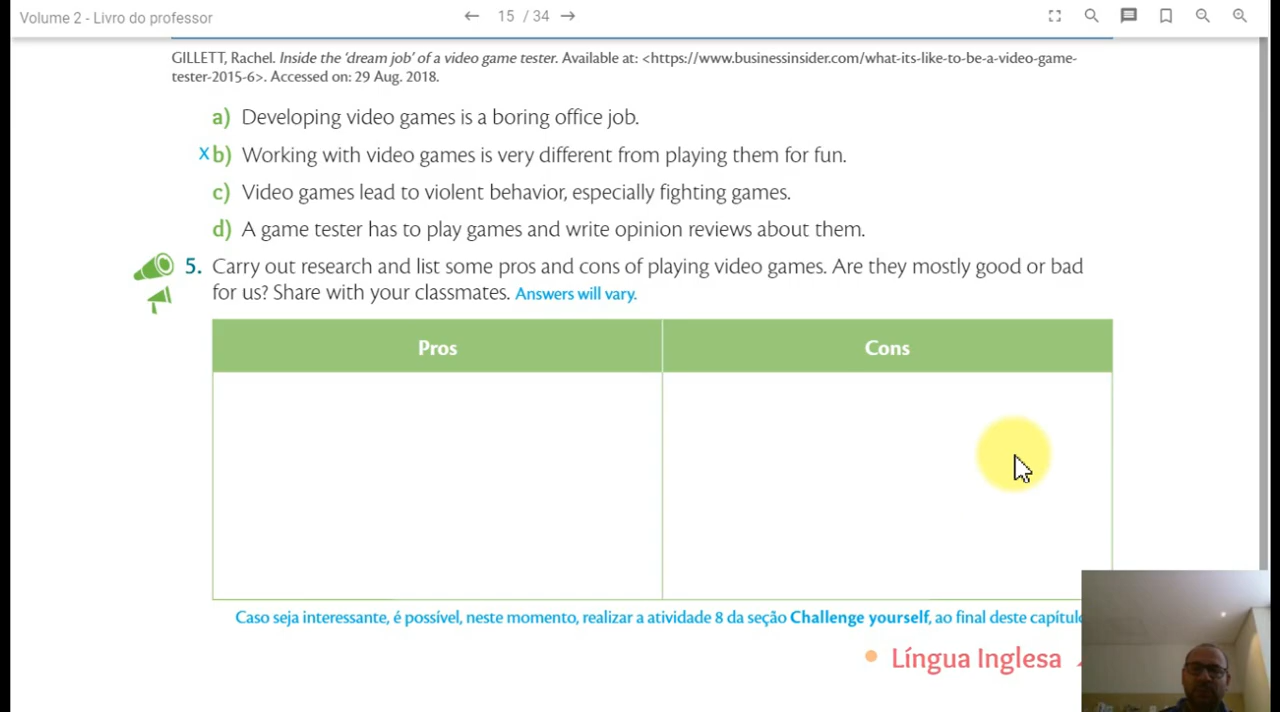 Volume 2 - Livro do professor
15 / 34
GILLETT, Rachel. Inside the ‘dream job’ of a video game tester. Available at: <https://www.businessinsider.com/what-its-like-to-be-a-video-game-
tester-2015-6>. Accessed on: 29 Aug. 2018.
a) Developing video games is a boring office job.
x b) Working with video games is very different from playing them for fun.
c) Video games lead to violent behavior, especially fighting games.
d) A game tester has to play games and write opinion reviews about them.
5. Carry out research and list some pros and cons of playing video games. Are they mostly good or bad
for us? Share with your classmates. Answers will vary.
Pros Cons
Caso seja interessante, é possível, neste momento, realizar a atividade 8 da seção Challenge yourself, ao final deste capítulo
Língua Inglesa